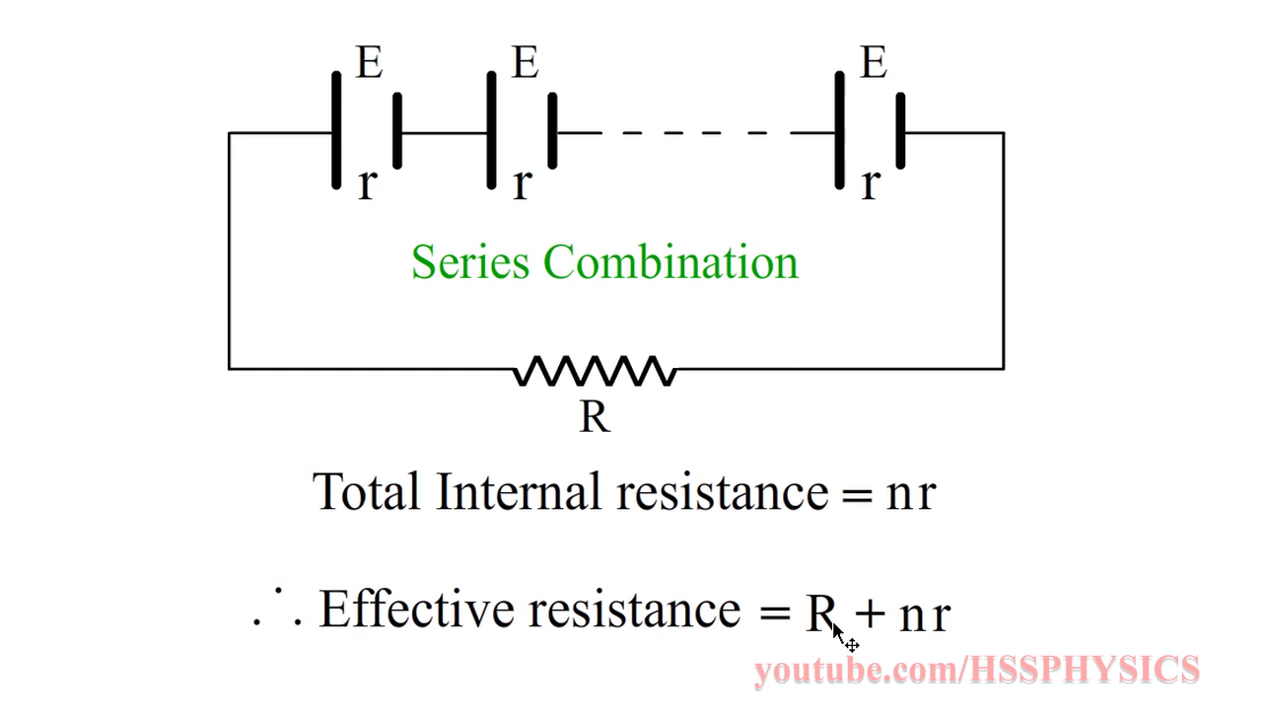 E E E
r r r
Series Combination
R
Total Internal resistance = nr
∴ Effective resistance = R + nr
youtube.com/HSSPHYSICS